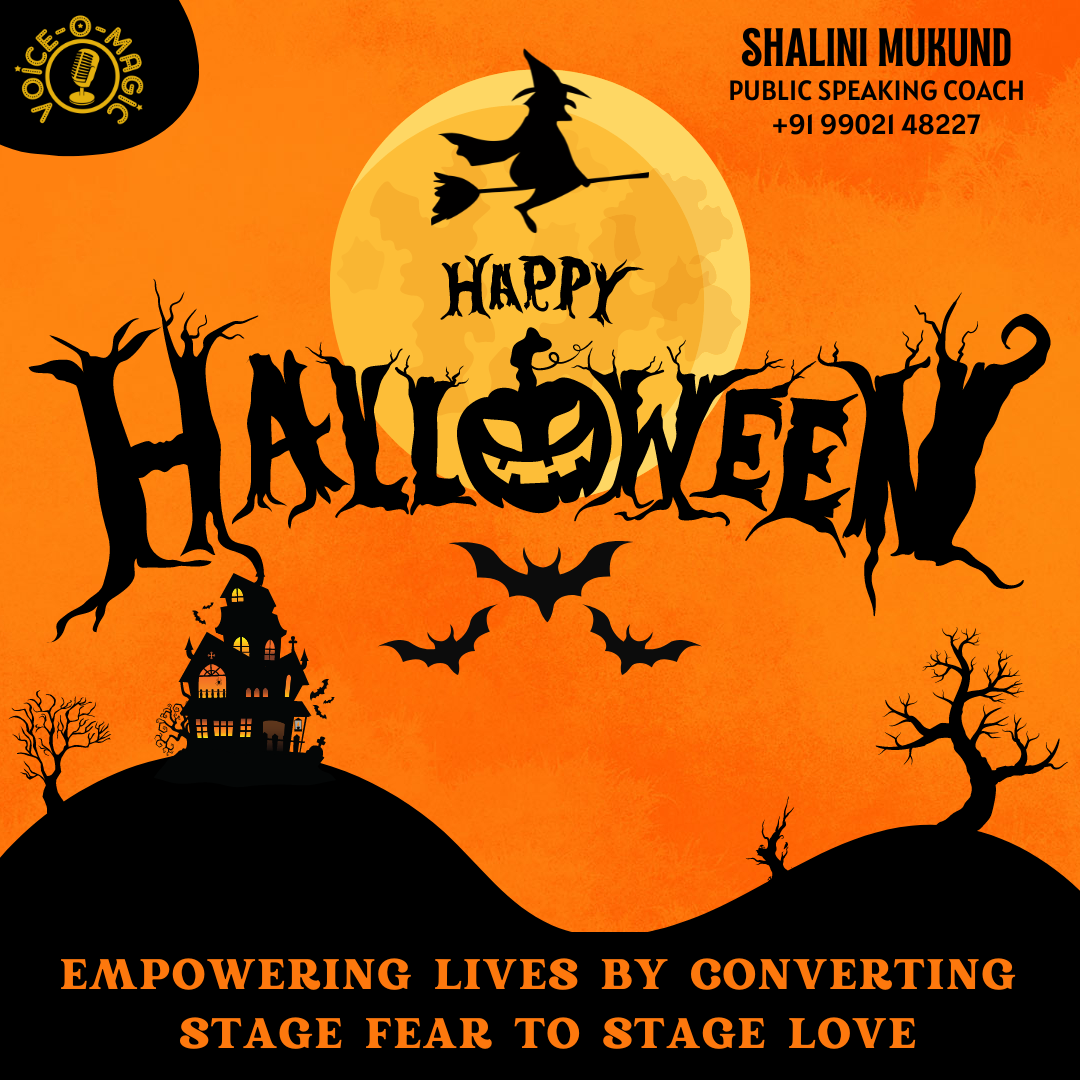 VOICE-O-MAGIC
SHALINI MUKUND
PUBLIC SPEAKING COACH
+91 99021 48227
HAPPY
HALLOWEEN
EMPOWERING LIVES BY CONVERTING
STAGE FEAR TO STAGE LOVE